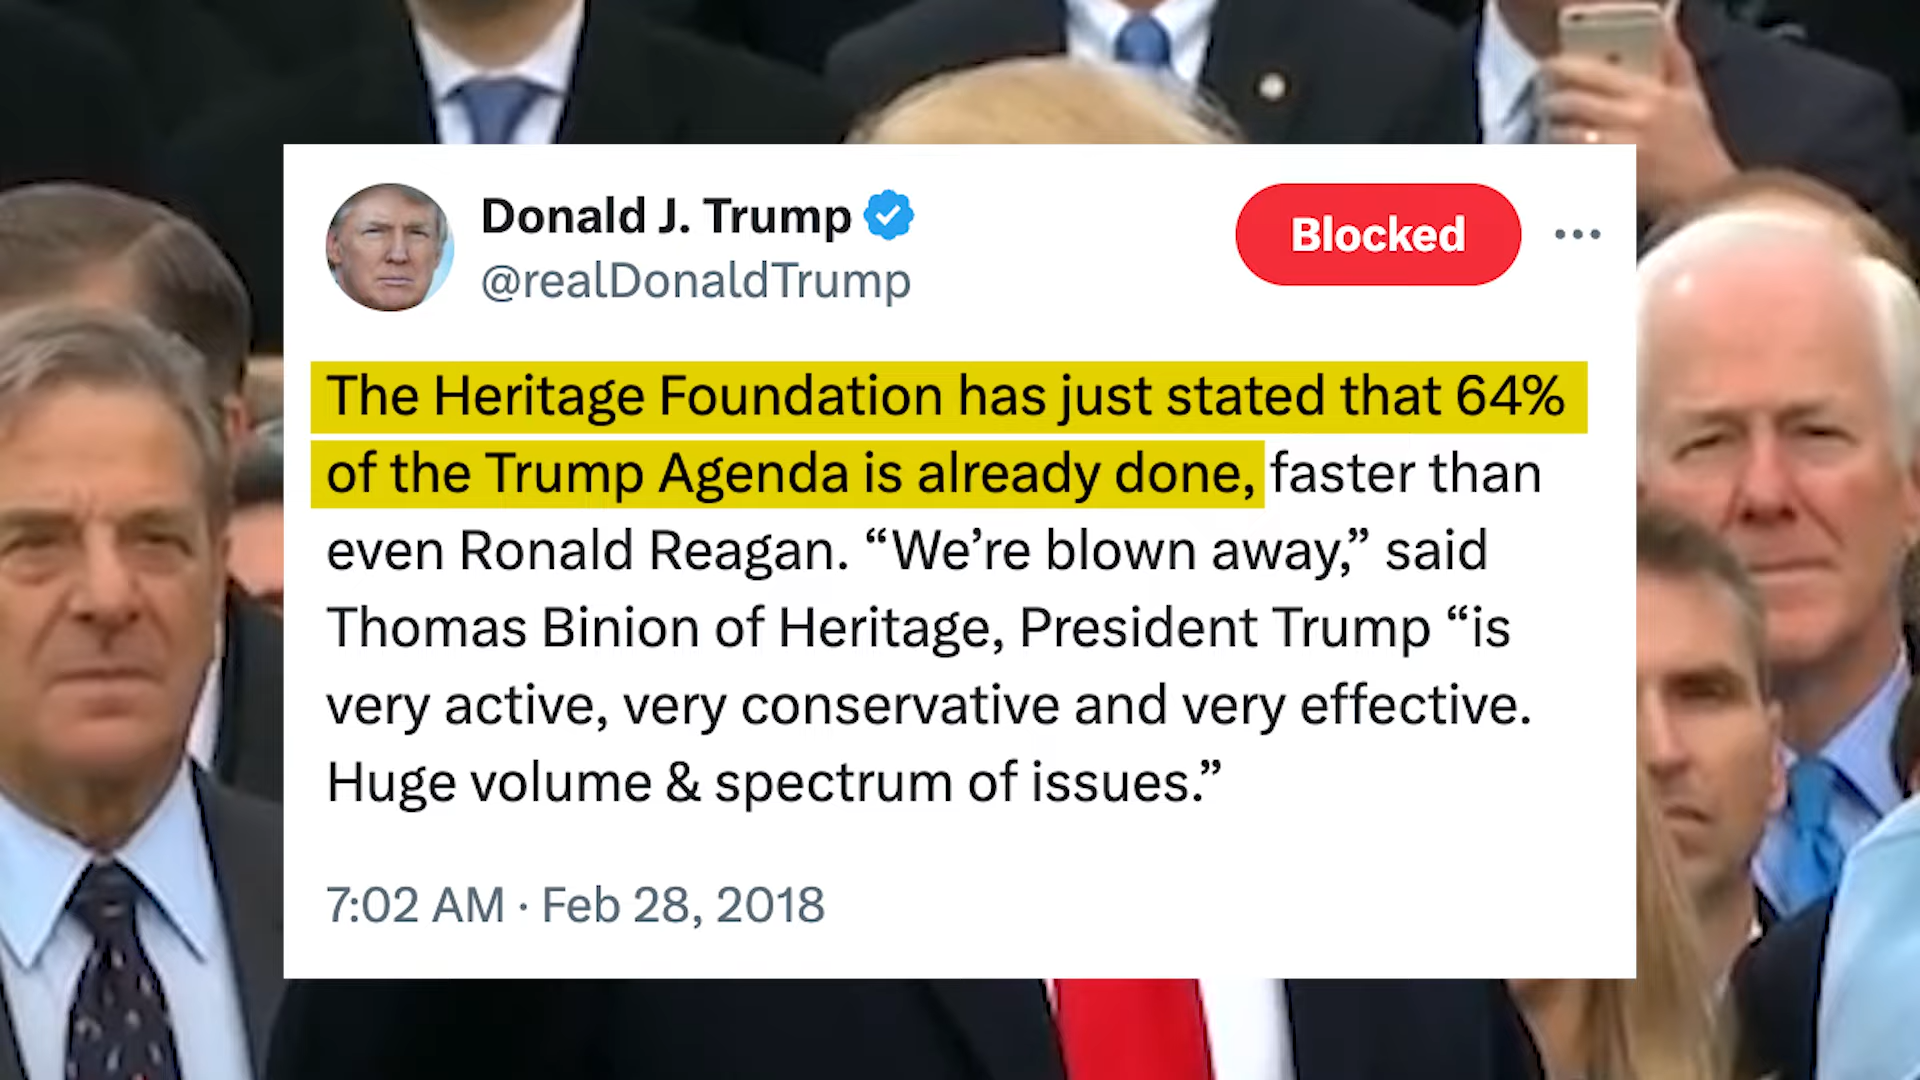 Donald J. Trump
@realDonaldTrump
Blocked
The Heritage Foundation has just stated that 64%
of the Trump Agenda is already done, faster than
even Ronald Reagan. “We’re blown away,” said
Thomas Binion of Heritage, President Trump “is
very active, very conservative and very effective.
Huge volume & spectrum of issues.”
7:02 AM · Feb 28, 2018